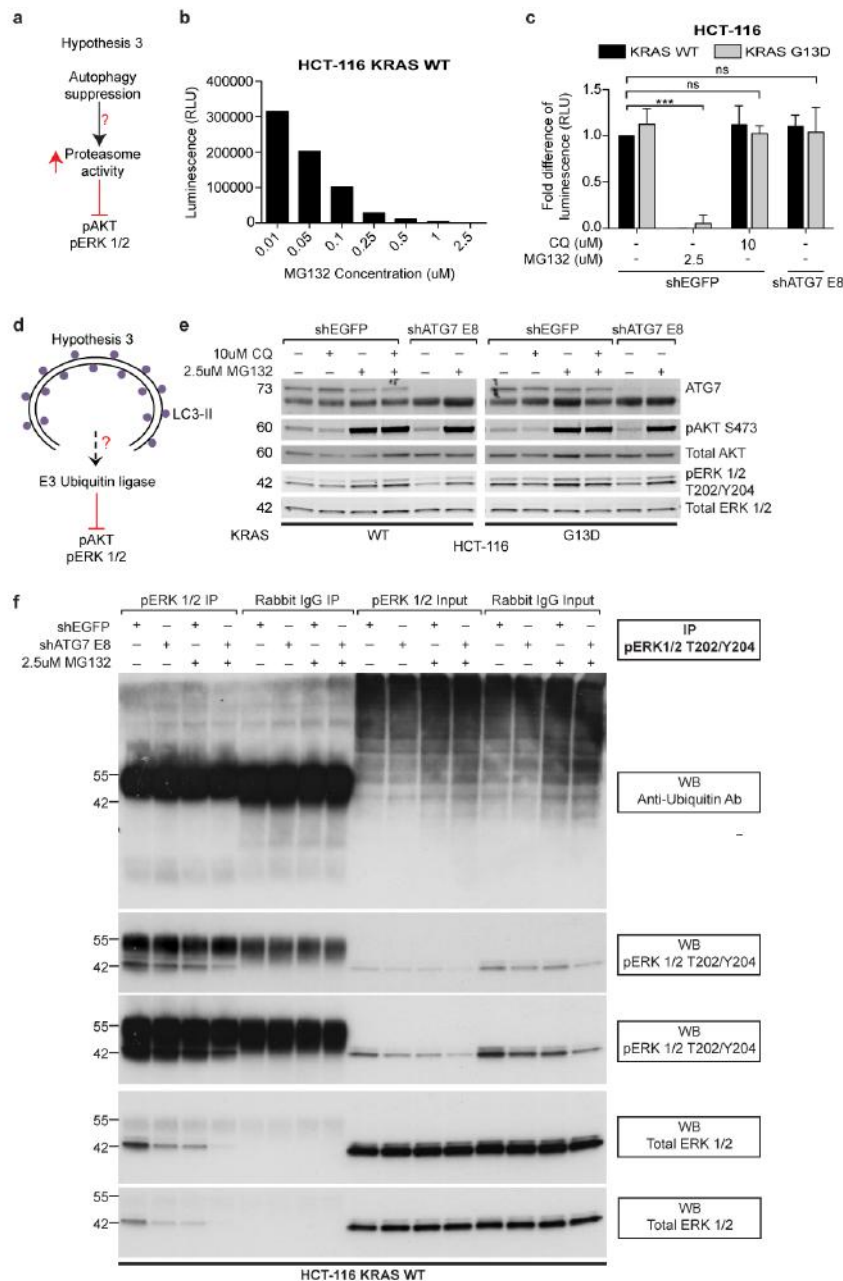 a
Hypothesis 3
Autophagy
suppression
?
Proteasome
activity
pAKT
pERK 1/2
b
HCT-116 KRAS WT
Luminescence (RLU)
400000
300000
200000
100000
0
0.01 0.05 0.1 0.25 0.5 1 2.5
MG132 Concentration (uM)
c
HCT-116
KRAS WT KRAS G13D
ns
ns
***
Fold difference of
luminescence (RLU)
1.5
1.0
0.5
0.0
CQ (uM) - - 10 -
MG132 (uM) - 2.5 - -
shEGFP shATG7 E8
d
Hypothesis 3
LC3-II
?
E3 Ubiquitin ligase
pAKT
pERK 1/2
e
shEGFP shATG7 E8 shEGFP shATG7 E8
10uM CQ – + – + – – – + – + – –
2.5uM MG132 – – + + – + – – + + – +
73 ATG7
60 pAKT S473
60 Total AKT
42 pERK 1/2
T202/Y204
42 Total ERK 1/2
KRAS WT G13D
HCT-116
f
pERK 1/2 IP Rabbit IgG IP pERK 1/2 Input Rabbit IgG Input
shEGFP + – + – + – + – + – + – + – + –
shATG7 E8 – + – + – + – + – + – + – + – +
2.5uM MG132 – – + + – – + + – – + + – – + +
IP
pERK1/2 T202/Y204
55
42
WB
Anti-Ubiquitin Ab
–
55
42
WB
pERK 1/2 T202/Y204
55
42
WB
pERK 1/2 T202/Y204
55
42
WB
Total ERK 1/2
55
42
WB
Total ERK 1/2
HCT-116 KRAS WT